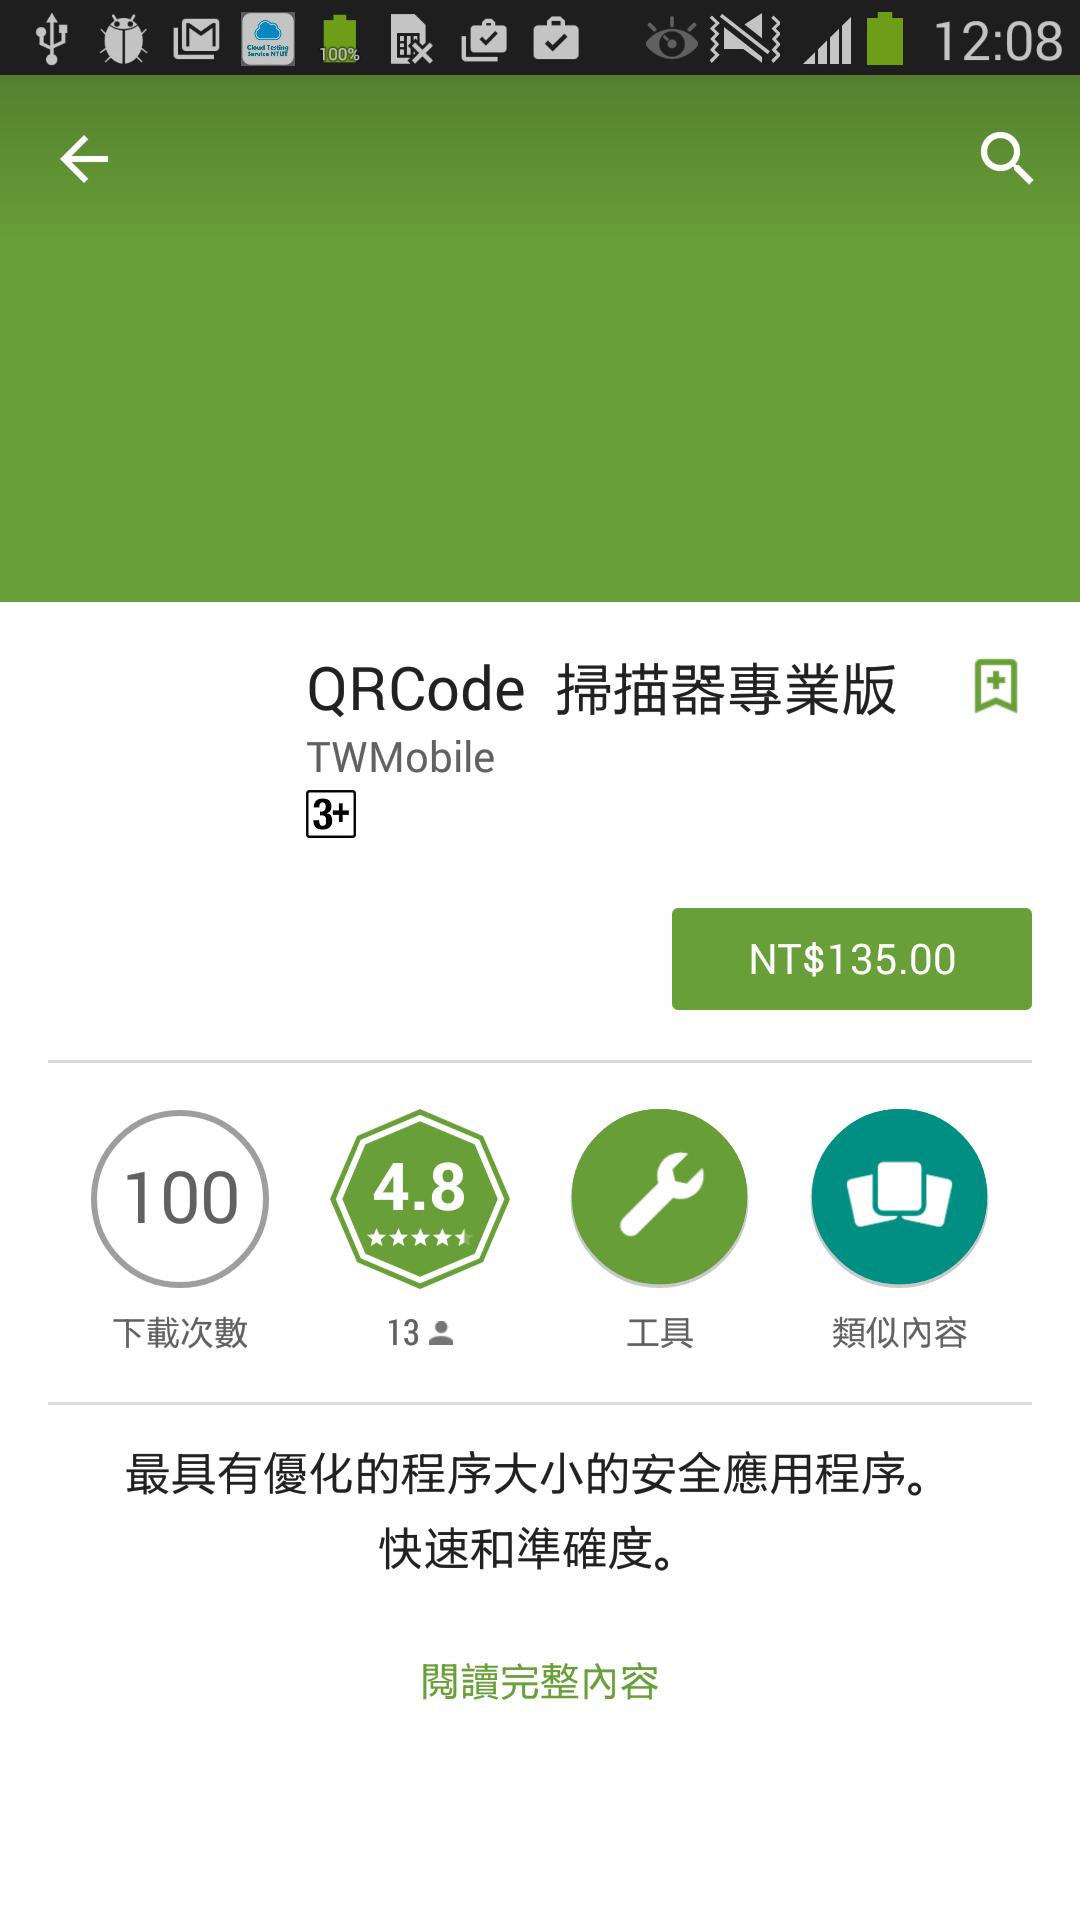 Cloud Testing
Service NTUT
100%
12:08
QRCode 掃描器專業版
TWMobile
3+
NT$135.00
100
4.8
下載次數
13
工具
類似內容
最具有優化的程序大小的安全應用程序。
快速和準確度。
閱讀完整內容